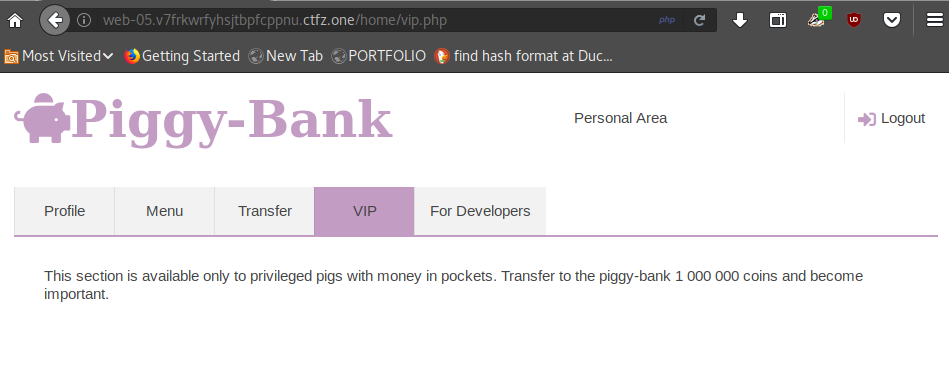 web-05.v7frkwrfyhsjtbpfcppnu.ctfz.one/home/vip.php php 0
Most Visited Getting Started New Tab PORTFOLIO find hash format at Duc...
Piggy-Bank Personal Area Logout
Profile Menu Transfer VIP For Developers
This section is available only to privileged pigs with money in pockets. Transfer to the piggy-bank 1 000 000 coins and become
important.